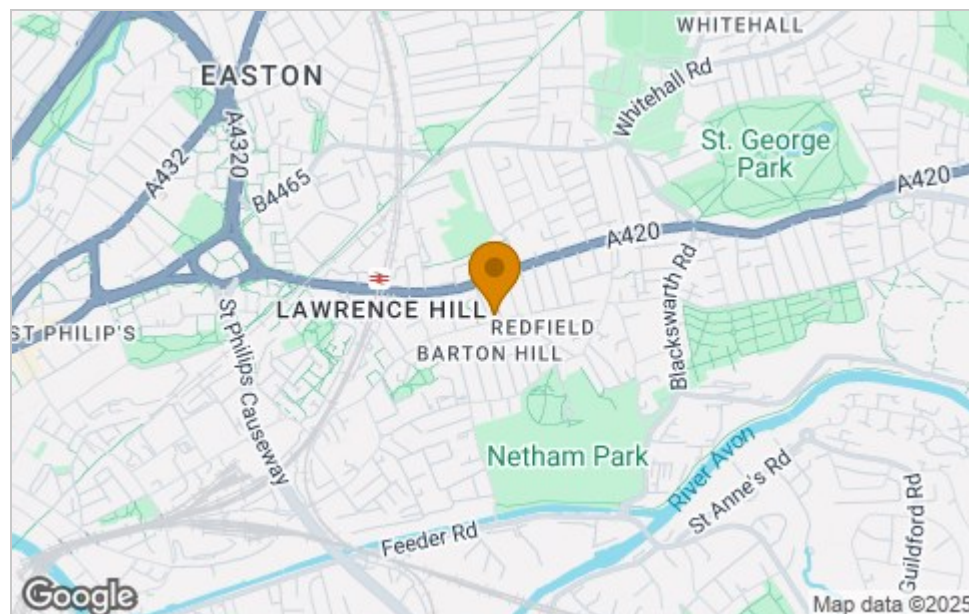 WHITEHALL
EASTON
Whitehall Rd
A4320
St. George
Park
A432
B4465
A420
A420
LAWRENCE HILL
REDFIELD
ST PHILIP'S
BARTON HILL
Blackswarth Rd
St Philips Causeway
Netham Park
River Avon
St Anne's Rd
Feeder Rd
Guildford Rd
Google
Map data ©2025